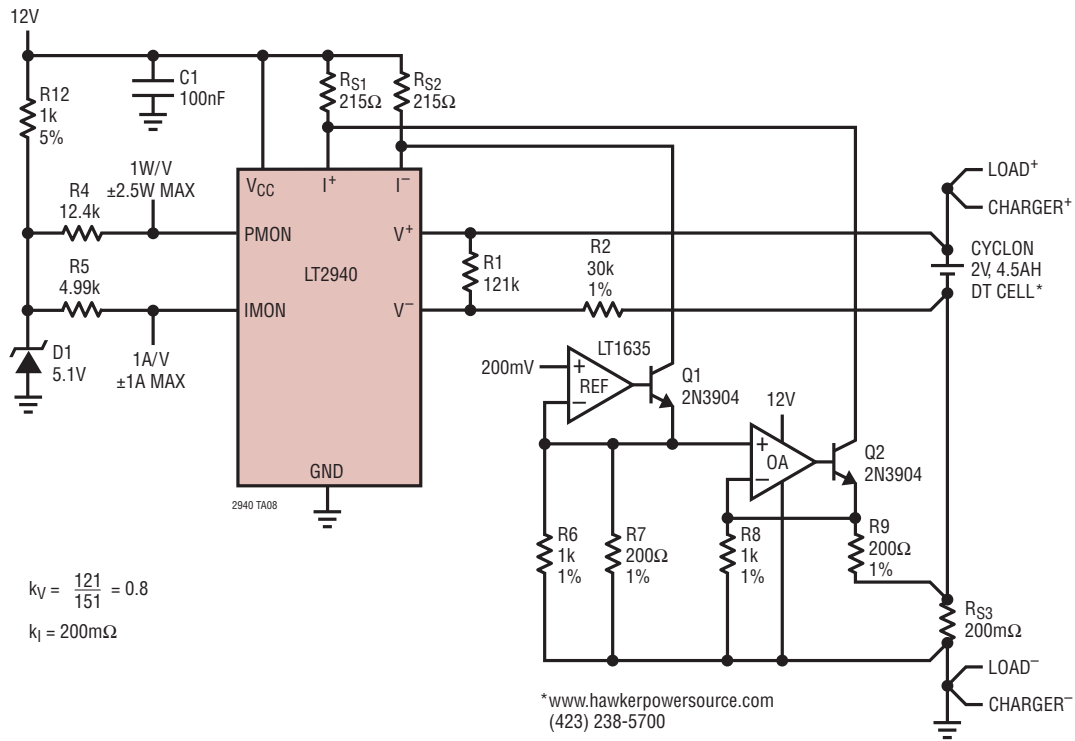 12V
R12
1k
5%
C1
100nF
RS1
215Ω
RS2
215Ω
1W/V
±2.5W MAX
R4
12.4k
R5
4.99k
1A/V
±1A MAX
D1
5.1V
VCC
I+
I−
PMON
V+
LT2940
IMON
V−
GND
2940 TA08
R1
121k
R2
30k
1%
LOAD+
CHARGER+
CYCLON
2V, 4.5AH
DT CELL*
LT1635
200mV
+
REF
−
Q1
2N3904
12V
+
OA
−
Q2
2N3904
R6
1k
1%
R7
200Ω
1%
R8
1k
1%
R9
200Ω
1%
RS3
200mΩ
LOAD−
CHARGER−
kV = 121/151 = 0.8
kI = 200mΩ
*www.hawkerpowersource.com
(423) 238-5700